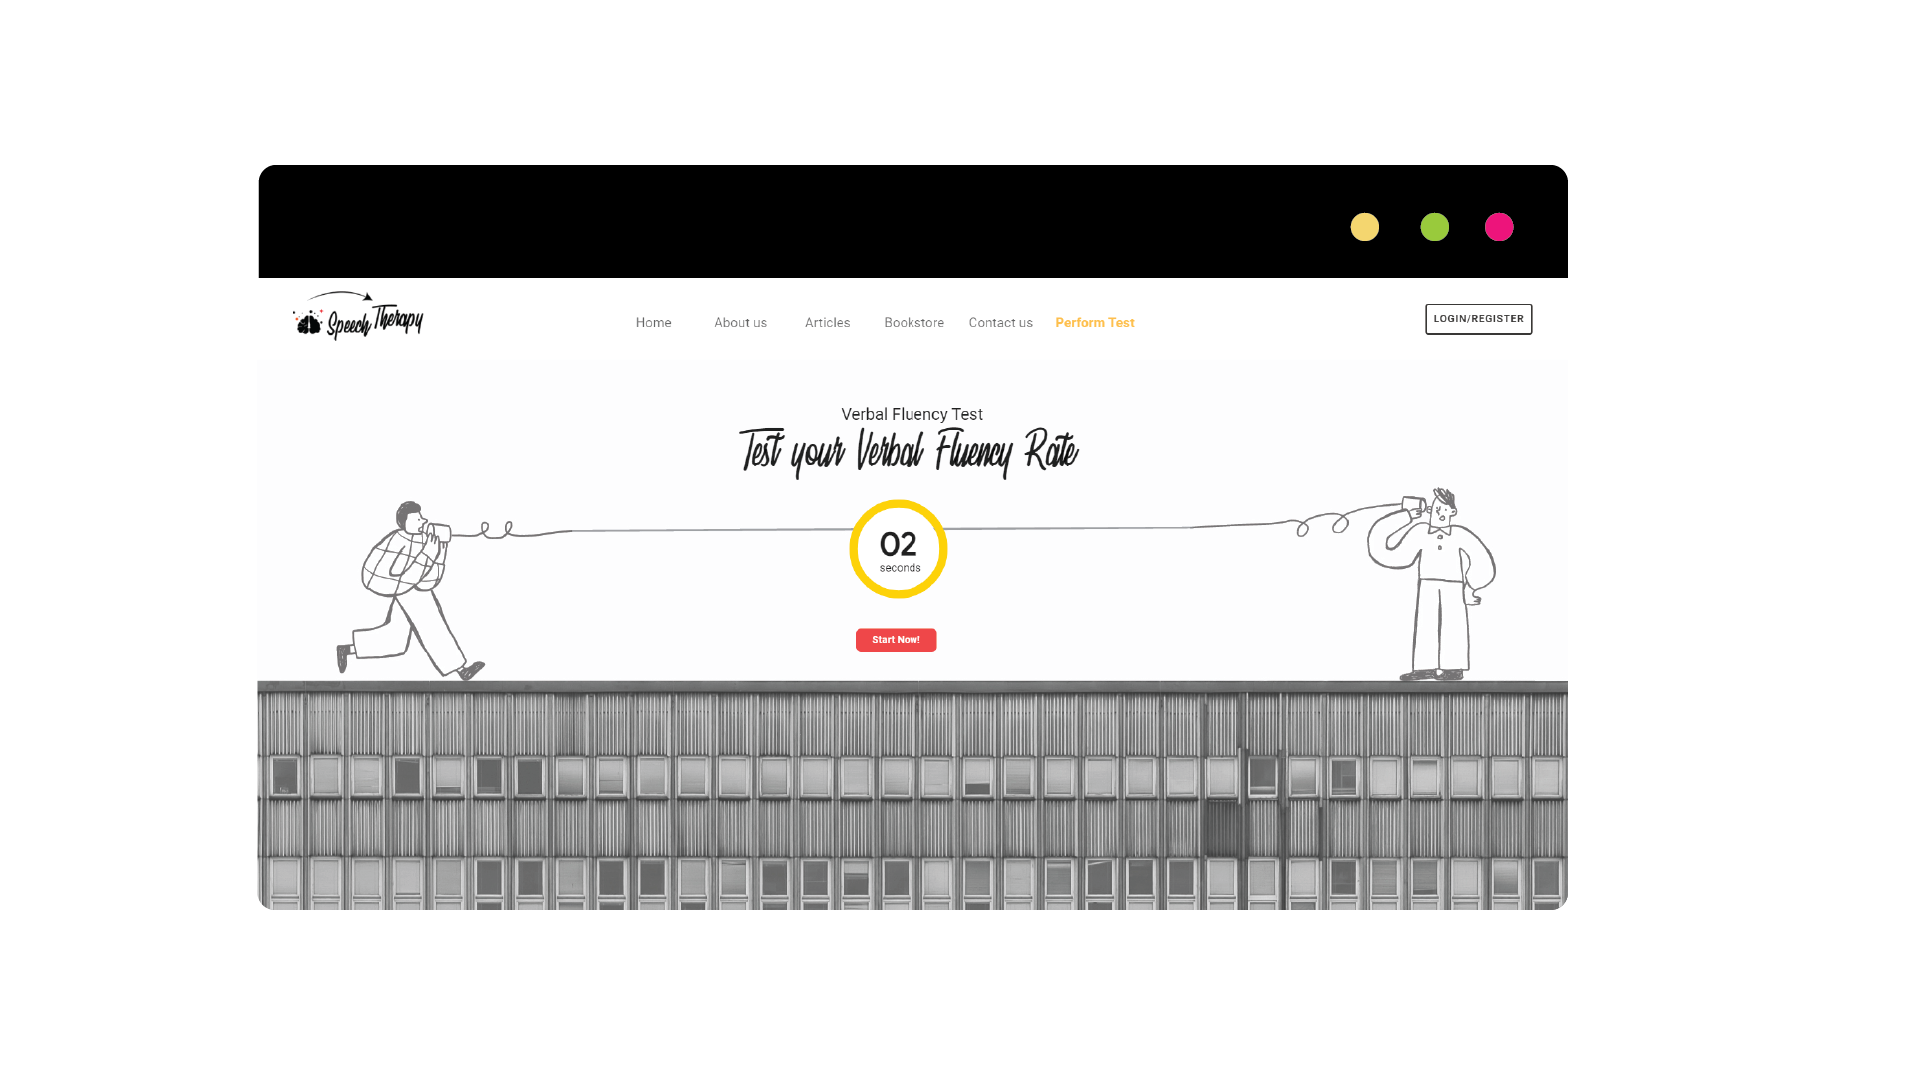 Speech Therapy
Home About us Articles Bookstore Contact us Perform Test
LOGIN/REGISTER
Verbal Fluency Test
Test your Verbal Fluency Rate
02
seconds
Start Now!